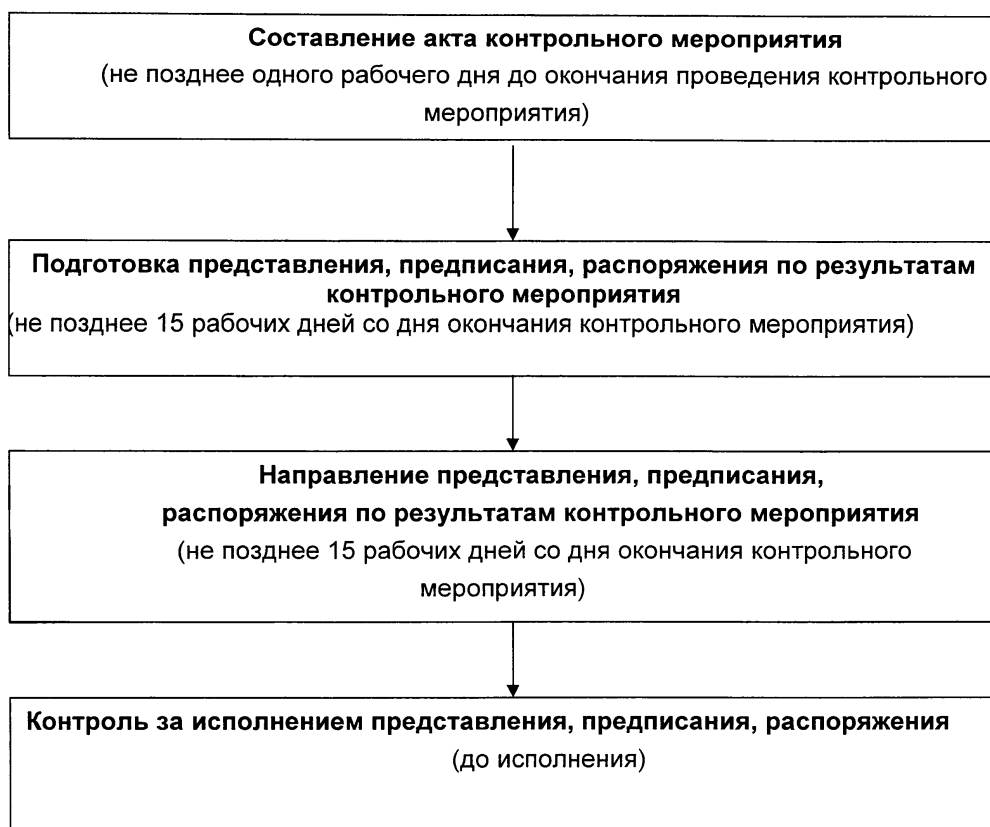 Составление акта контрольного мероприятия
(не позднее одного рабочего дня до окончания проведения контрольного
мероприятия)
Подготовка представления, предписания, распоряжения по результатам
контрольного мероприятия
(не позднее 15 рабочих дней со дня окончания контрольного мероприятия)
Направление представления, предписания,
распоряжения по результатам контрольного мероприятия
(не позднее 15 рабочих дней со дня окончания контрольного
мероприятия)
Контроль за исполнением представления, предписания, распоряжения
(до исполнения)